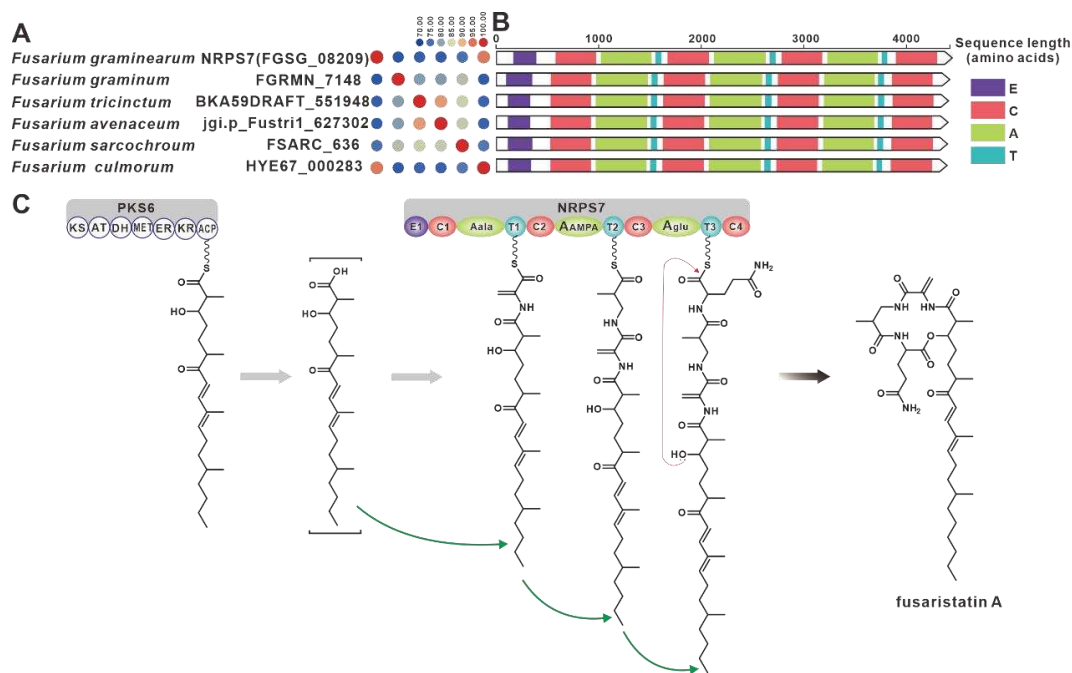 A
70.00
75.00
80.00
85.00
90.00
95.00
100.00
B
0 1000 2000 3000 4000
Sequence length
(amino acids)
Fusarium graminearum NRPS7(FGSG_08209)
Fusarium graminum FGRMN_7148
Fusarium tricinctum BKA59DRAFT_551948
Fusarium avenaceum jgi.p_Fustri1_627302
Fusarium sarcochroum FSARC_636
Fusarium culmorum HYE67_000283
E
C
A
T
C
PKS6
KS AT DH MET ER KR ACP
NRPS7
E1 C1 Aala T1 C2 AAMPA T2 C3 Aglu T3 C4
S
O
HO
O
O
OH
HO
O
S
O
NH
O
HO
O
S
O
HN
O
NH
O
HO
O
S
O
NH2
O
HN
O
HN
O
NH
O
HO
O
O
O
NH
HN
O
HN
O
O
O
O
O
NH2
fusaristatin A